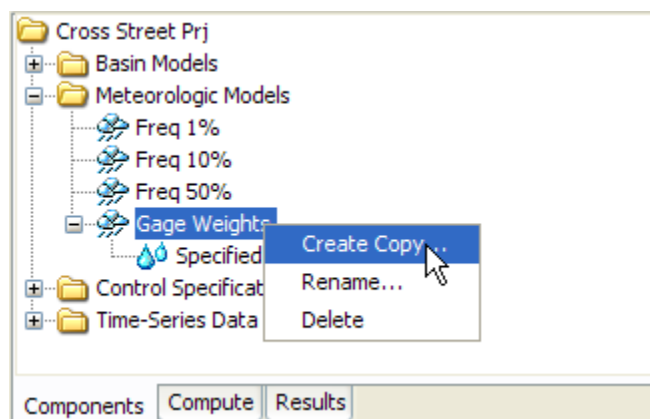 Cross Street Prj
Basin Models
Meteorologic Models
Freq 1%
Freq 10%
Freq 50%
Gage Weights
Create Copy...
Specified
Rename...
Control Specificat
Time-Series Data
Delete
Components Compute Results